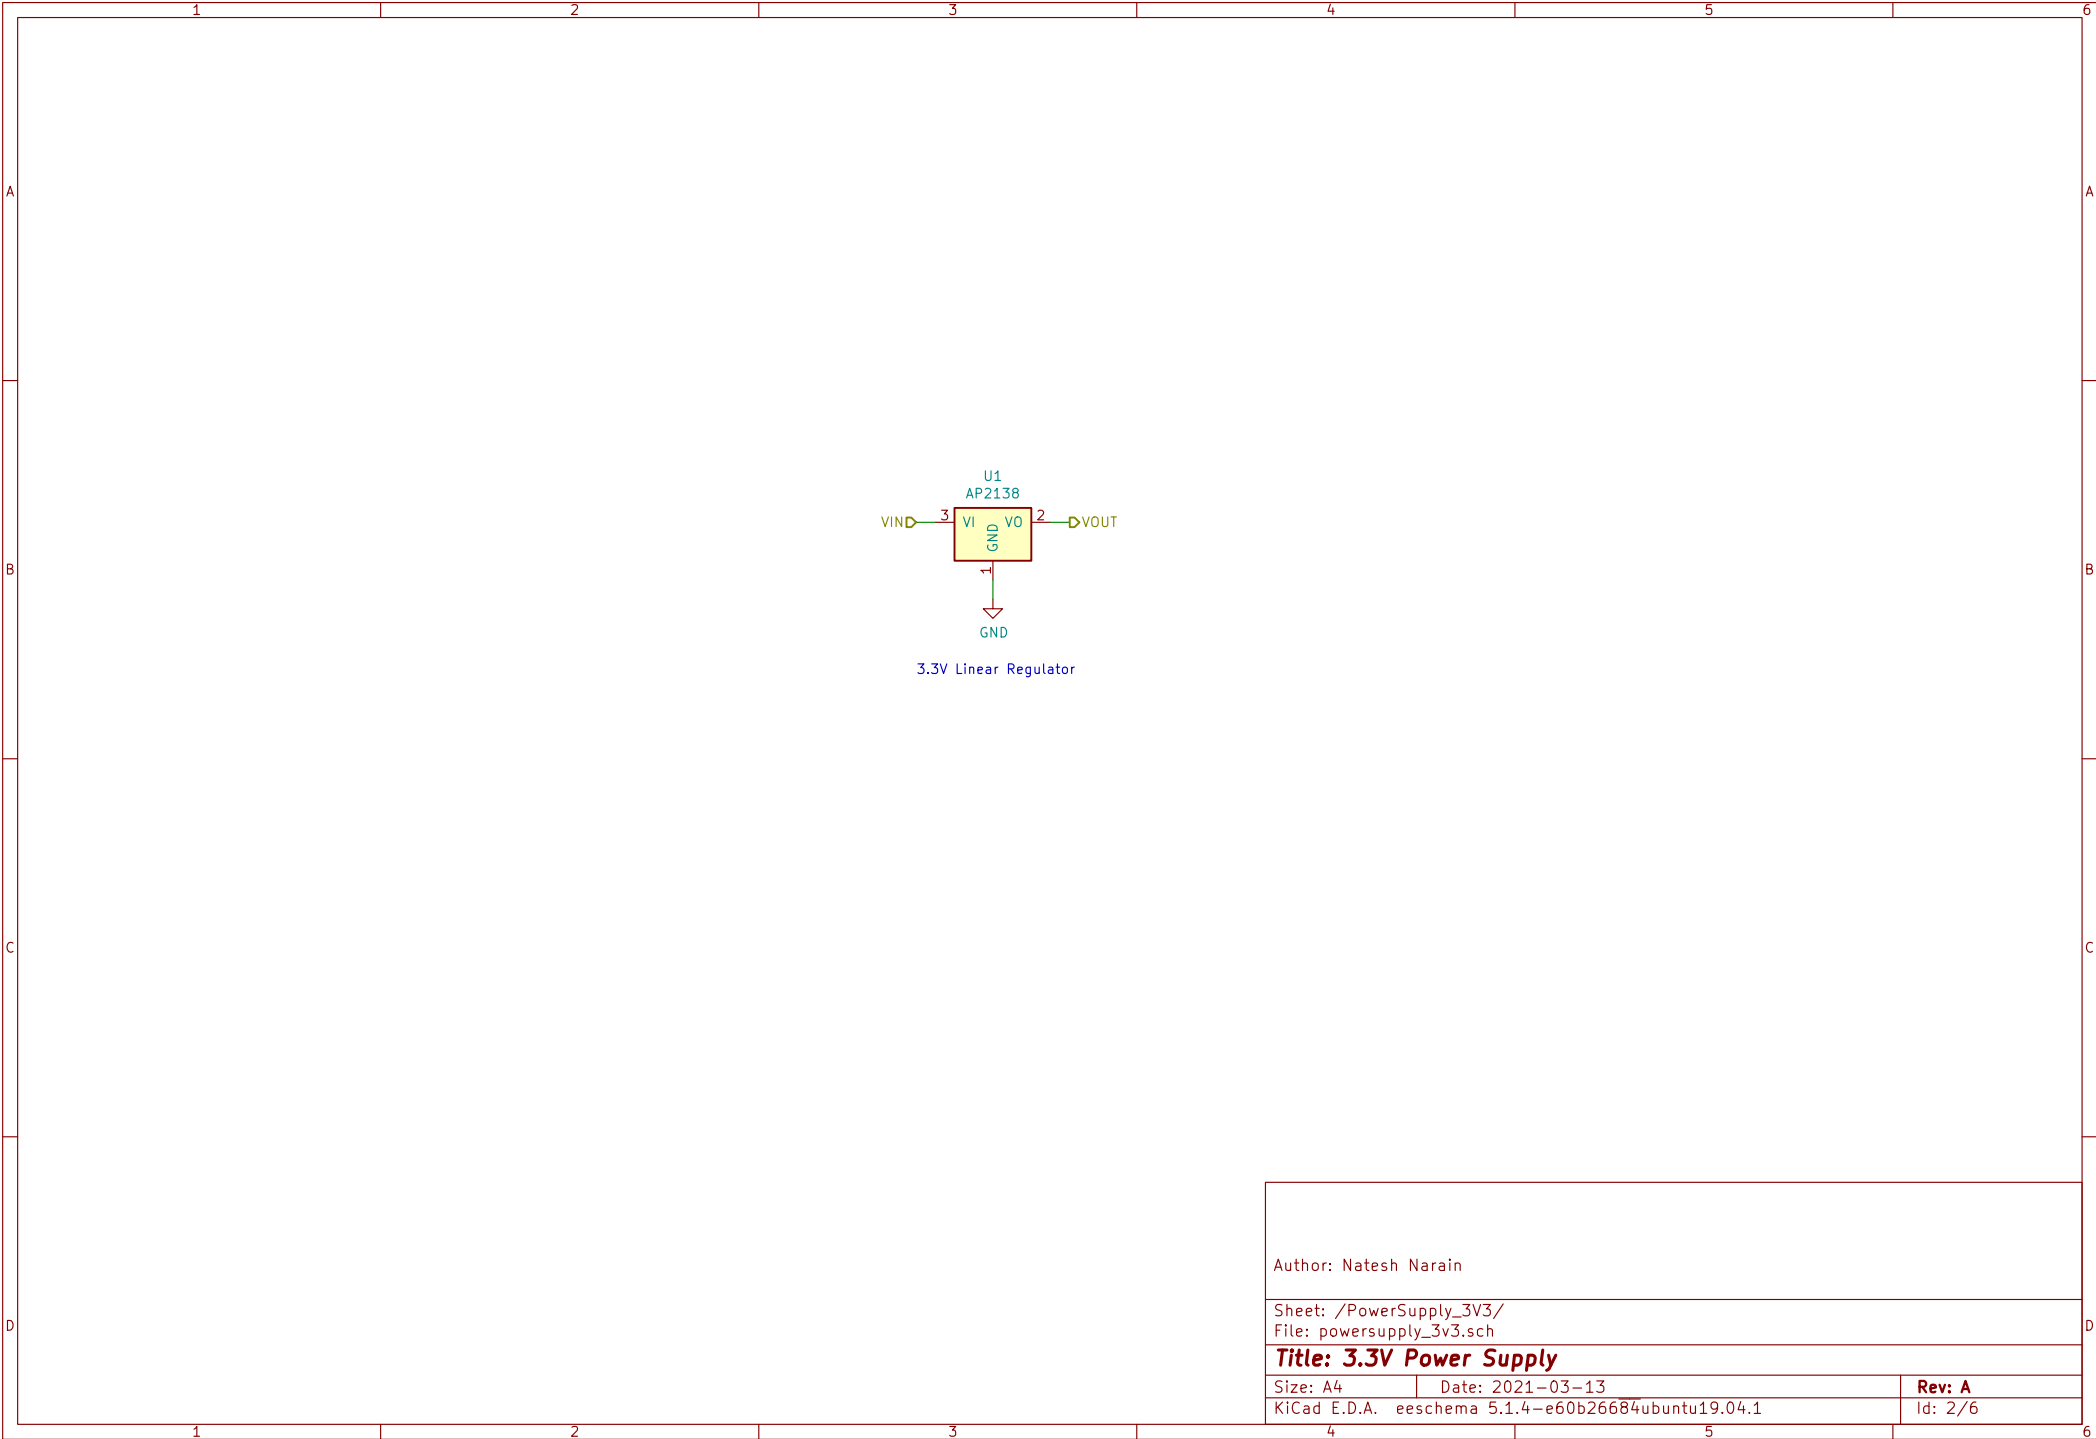 1 2 3 4 5 6
A A
U1
AP2138
VIN 3 VI VO 2 VOUT
GND
1
B B
GND
3.3V Linear Regulator
C C
Author: Natesh Narain
Sheet: /PowerSupply_3V3/
D D
File: powersupply_3v3.sch
Title: 3.3V Power Supply
Size: A4 Date: 2021-03-13 Rev: A
KiCad E.D.A. eeschema 5.1.4-e60b26684ubuntu19.04.1 Id: 2/6
1 2 3 4 5 6